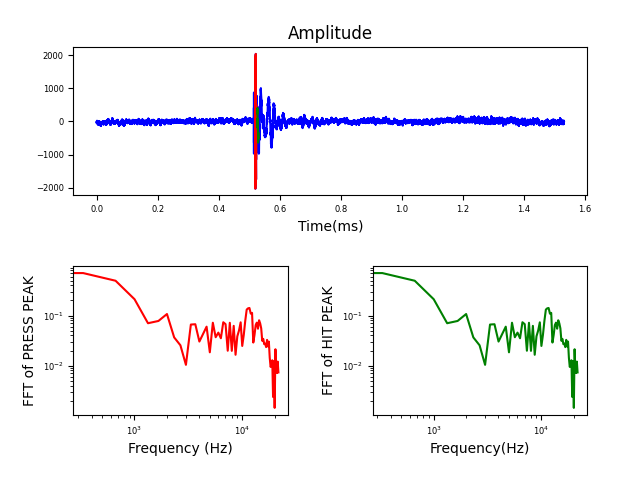 Amplitude
2000
1000
0
−1000
−2000
0.0 0.2 0.4 0.6 0.8 1.0 1.2 1.4 1.6
Time(ms)
FFT of PRESS PEAK
10⁻¹
10⁻²
10³ 10⁴
Frequency (Hz)
FFT of HIT PEAK
10⁻¹
10⁻²
10³ 10⁴
Frequency(Hz)